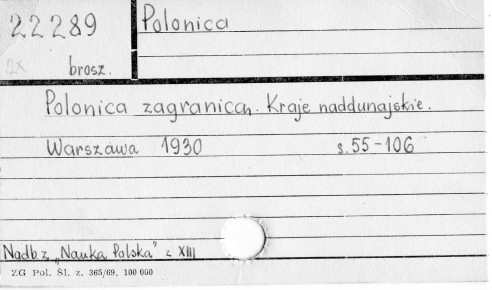 22289
Polonica
2x
brosz.
Polonica zagranicą. Kraje naddunajskie.
Warszawa 1930 s. 55-106
Nadb. z „Nauka Polska" z XIII
ZG Pol. Śl. z. 365/69. 100 000